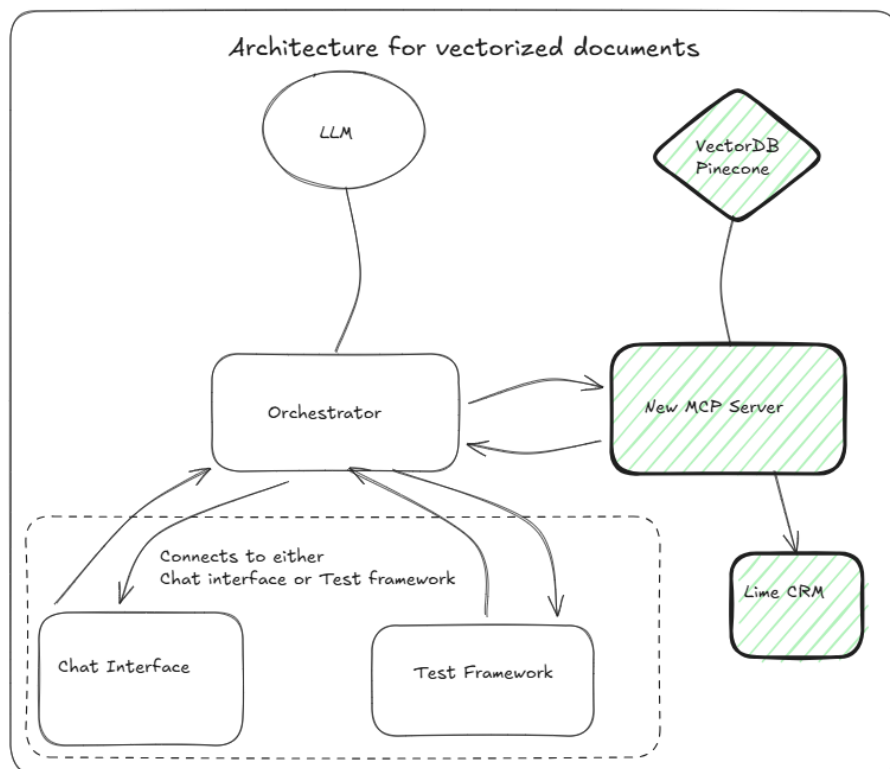 Architecture for vectorized documents
LLM
VectorDB
Pinecone
Orchestrator
New MCP Server
Connects to either
Chat interface or Test framework
Lime CRM
Chat Interface
Test Framework